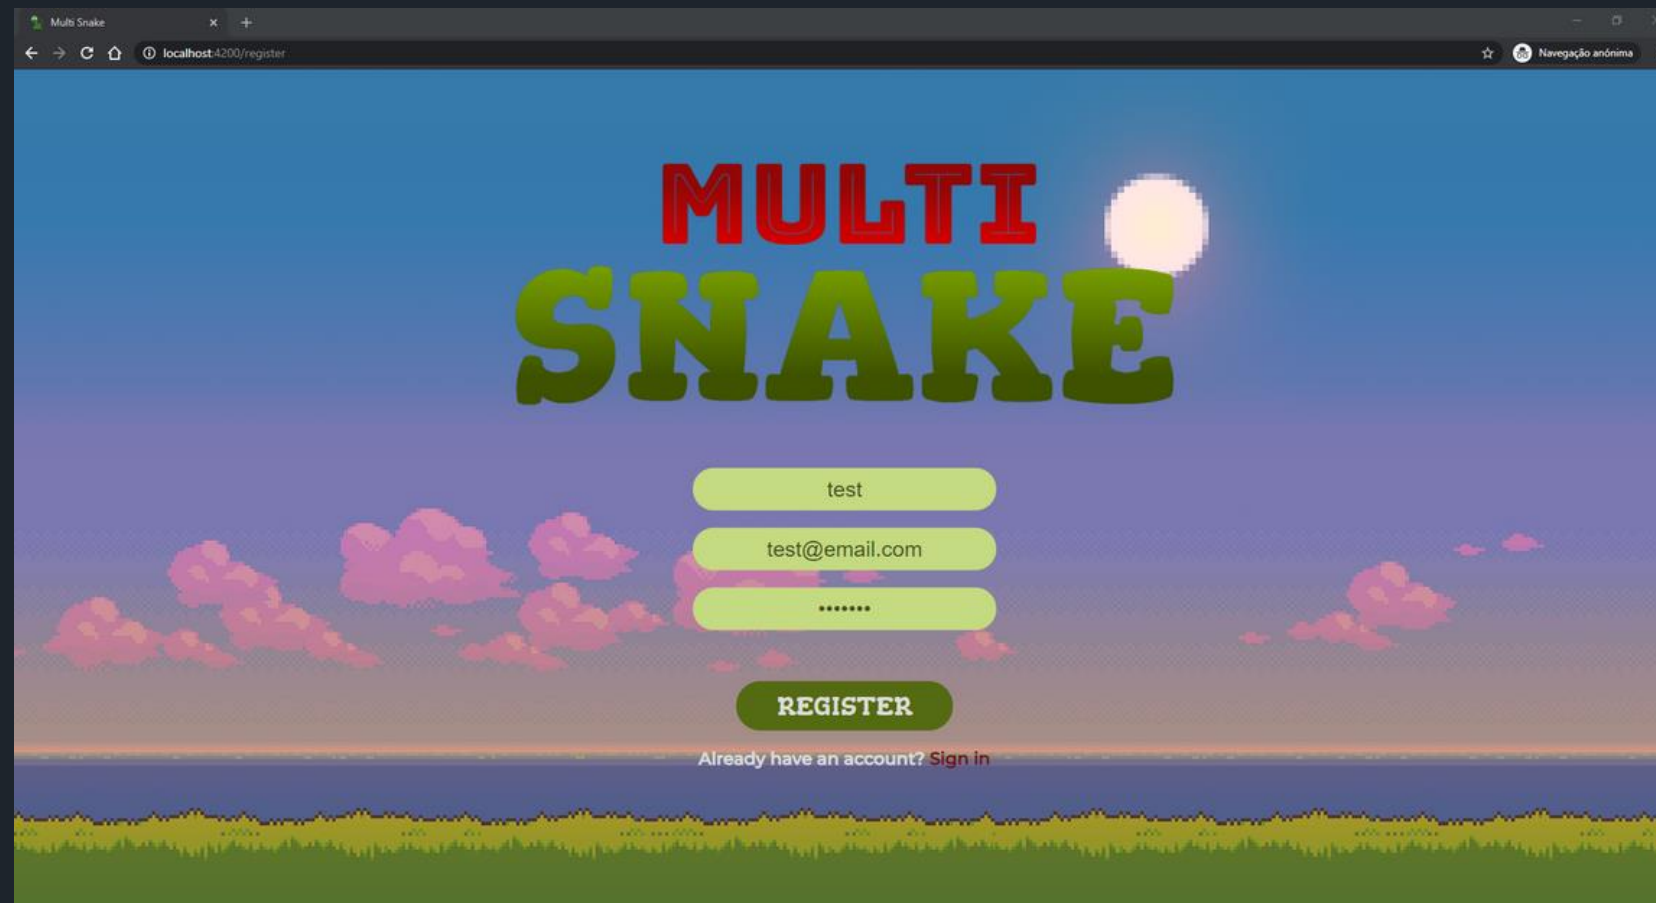 Multi Snake
localhost:4200/register
Navegação anónima
MULTI
SNAKE
test
test@email.com
•••••••
REGISTER
Already have an account? Sign in